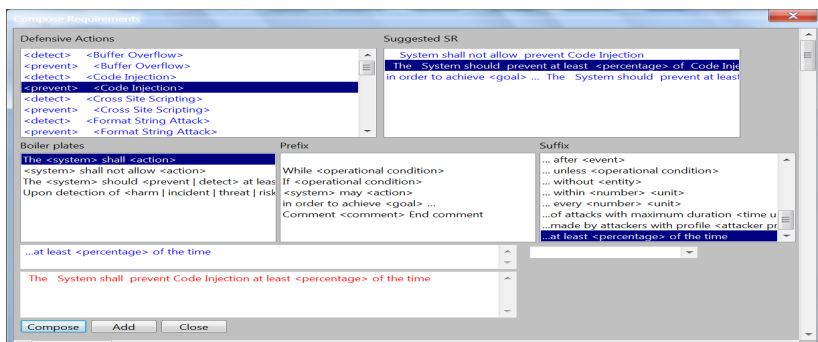 Compose Requirements
Defensive Actions
<detect> <Buffer Overflow>
<prevent> <Buffer Overflow>
<detect> <Code Injection>
<prevent> <Code Injection>
<detect> <Cross Site Scripting>
<prevent> <Cross Site Scripting>
<detect> <Format String Attack>
<prevent> <Format String Attack>
Suggested SR
System shall not allow prevent Code Injection
The System should prevent at least <percentage> of Code Inje
in order to achieve <goal> ... The System should prevent at least
Boiler plates
The <system> shall <action>
<system> shall not allow <action>
The <system> should <prevent | detect> at leas
Upon detection of <harm | incident | threat | risk
Prefix
While <operational condition>
If <operational condition>
<system> may <action>
in order to achieve <goal> ...
Comment <comment> End comment
Suffix
... after <event>
... unless <operational condition>
... without <entity>
... within <number> <unit>
... every <number> <unit>
...of attacks with maximum duration <time u
...made by attackers with profile <attacker pr
...at least <percentage> of the time
...at least <percentage> of the time
The System shall prevent Code Injection at least <percentage> of the time
Compose Add Close